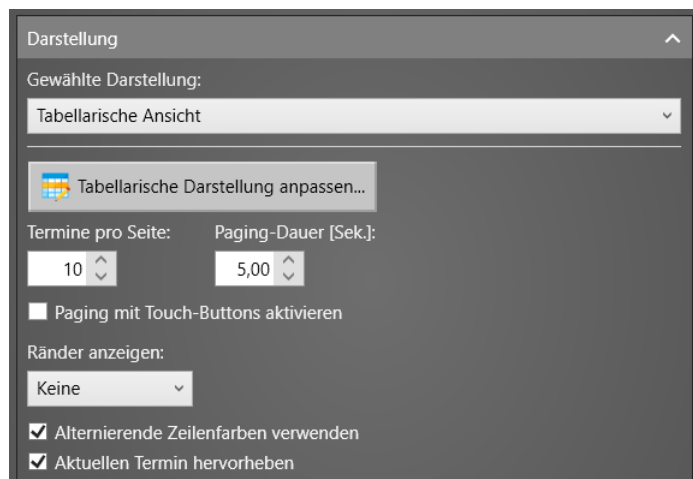 Darstellung
Gewählte Darstellung:
Tabellarische Ansicht
Tabellarische Darstellung anpassen...
Termine pro Seite: Paging-Dauer [Sek.]:
10 5,00
Paging mit Touch-Buttons aktivieren
Ränder anzeigen:
Keine
Alternierende Zeilenfarben verwenden
Aktuellen Termin hervorheben